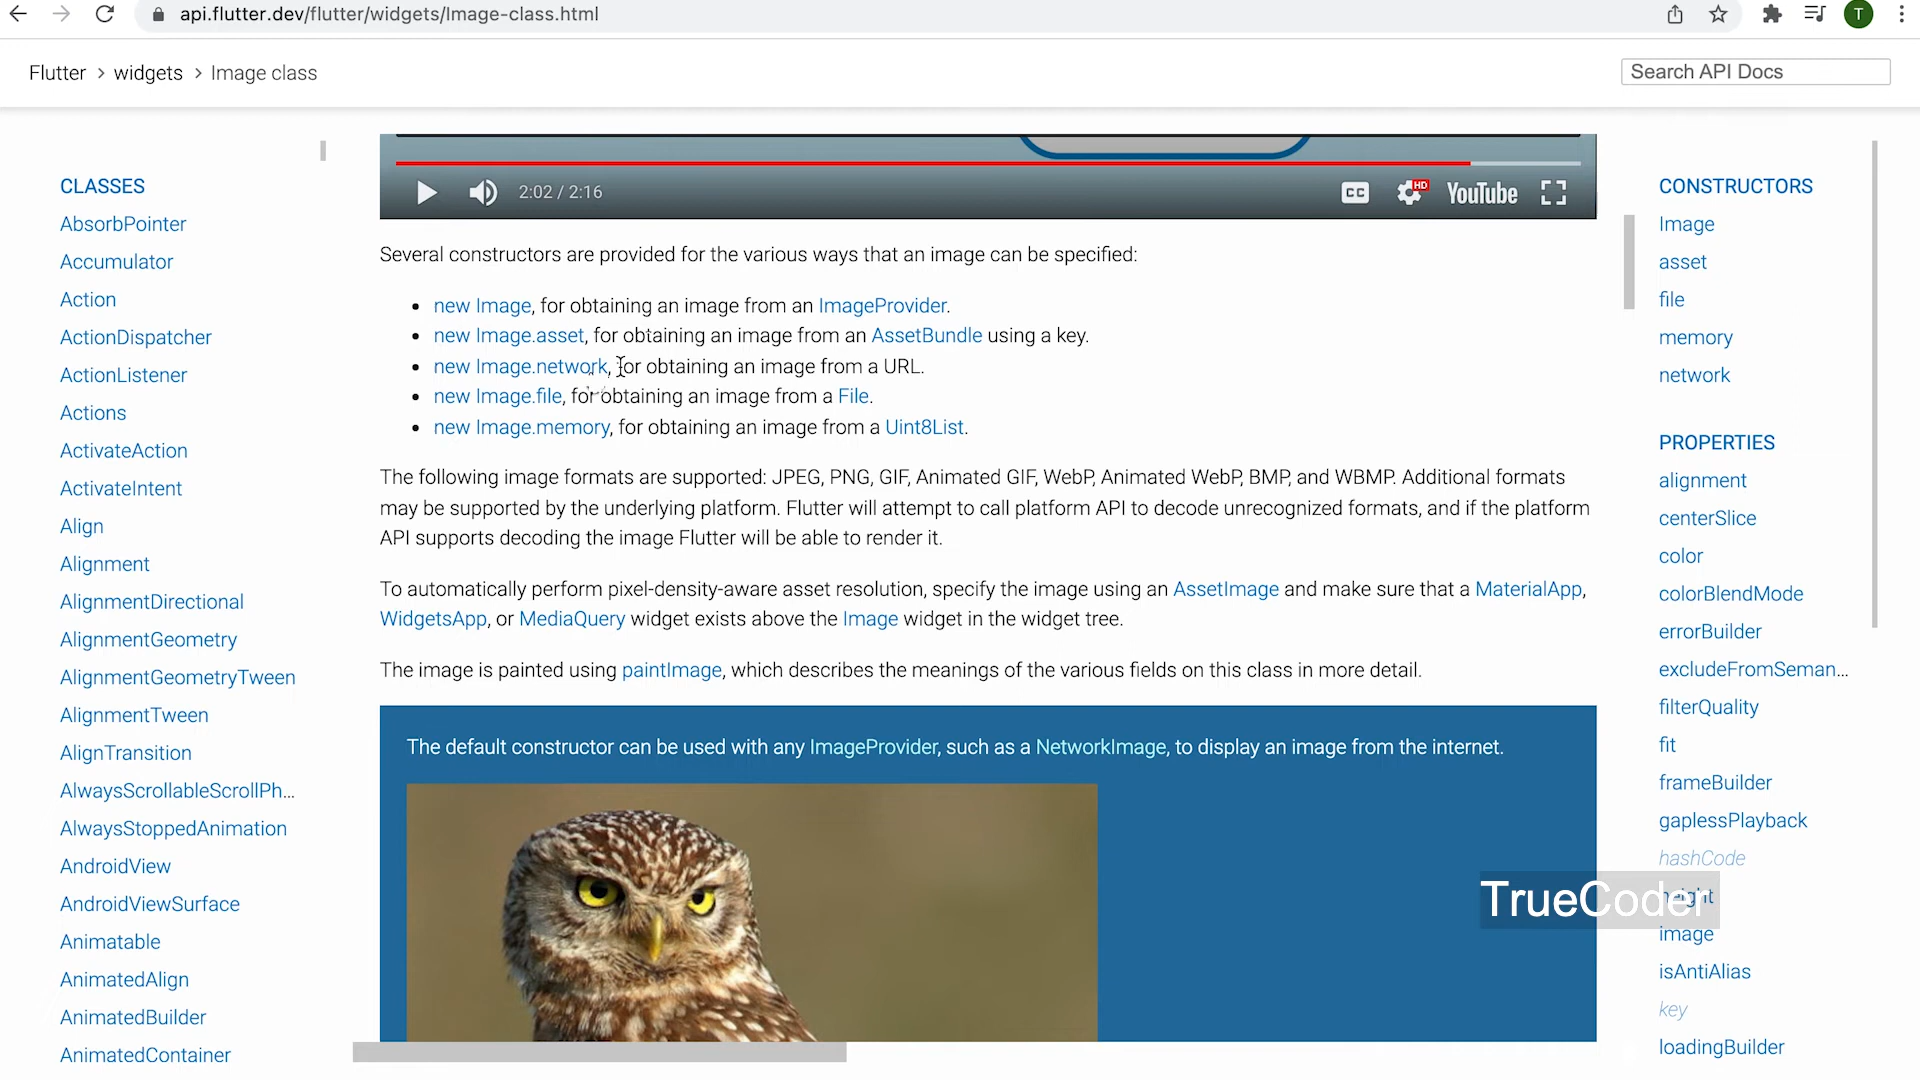 api.flutter.dev/flutter/widgets/Image-class.html
T
Flutter > widgets > Image class
Search API Docs
CLASSES
AbsorbPointer
Accumulator
Action
ActionDispatcher
ActionListener
Actions
ActivateAction
ActivateIntent
Align
Alignment
AlignmentDirectional
AlignmentGeometry
AlignmentGeometryTween
AlignmentTween
AlignTransition
AlwaysScrollableScrollPh...
AlwaysStoppedAnimation
AndroidView
AndroidViewSurface
Animatable
AnimatedAlign
AnimatedBuilder
AnimatedContainer
2:02 / 2:16
CC
HD
YouTube
Several constructors are provided for the various ways that an image can be specified:
• new Image, for obtaining an image from an ImageProvider.
• new Image.asset, for obtaining an image from an AssetBundle using a key.
• new Image.network, for obtaining an image from a URL.
• new Image.file, for obtaining an image from a File.
• new Image.memory, for obtaining an image from a Uint8List.
The following image formats are supported: JPEG, PNG, GIF, Animated GIF, WebP, Animated WebP, BMP, and WBMP. Additional formats
may be supported by the underlying platform. Flutter will attempt to call platform API to decode unrecognized formats, and if the platform
API supports decoding the image Flutter will be able to render it.
To automatically perform pixel-density-aware asset resolution, specify the image using an AssetImage and make sure that a MaterialApp,
WidgetsApp, or MediaQuery widget exists above the Image widget in the widget tree.
The image is painted using paintImage, which describes the meanings of the various fields on this class in more detail.
The default constructor can be used with any ImageProvider, such as a NetworkImage, to display an image from the internet.
CONSTRUCTORS
Image
asset
file
memory
network
PROPERTIES
alignment
centerSlice
color
colorBlendMode
errorBuilder
excludeFromSeman...
filterQuality
fit
frameBuilder
gaplessPlayback
hashCode
height
TrueCoder
image
isAntiAlias
key
loadingBuilder